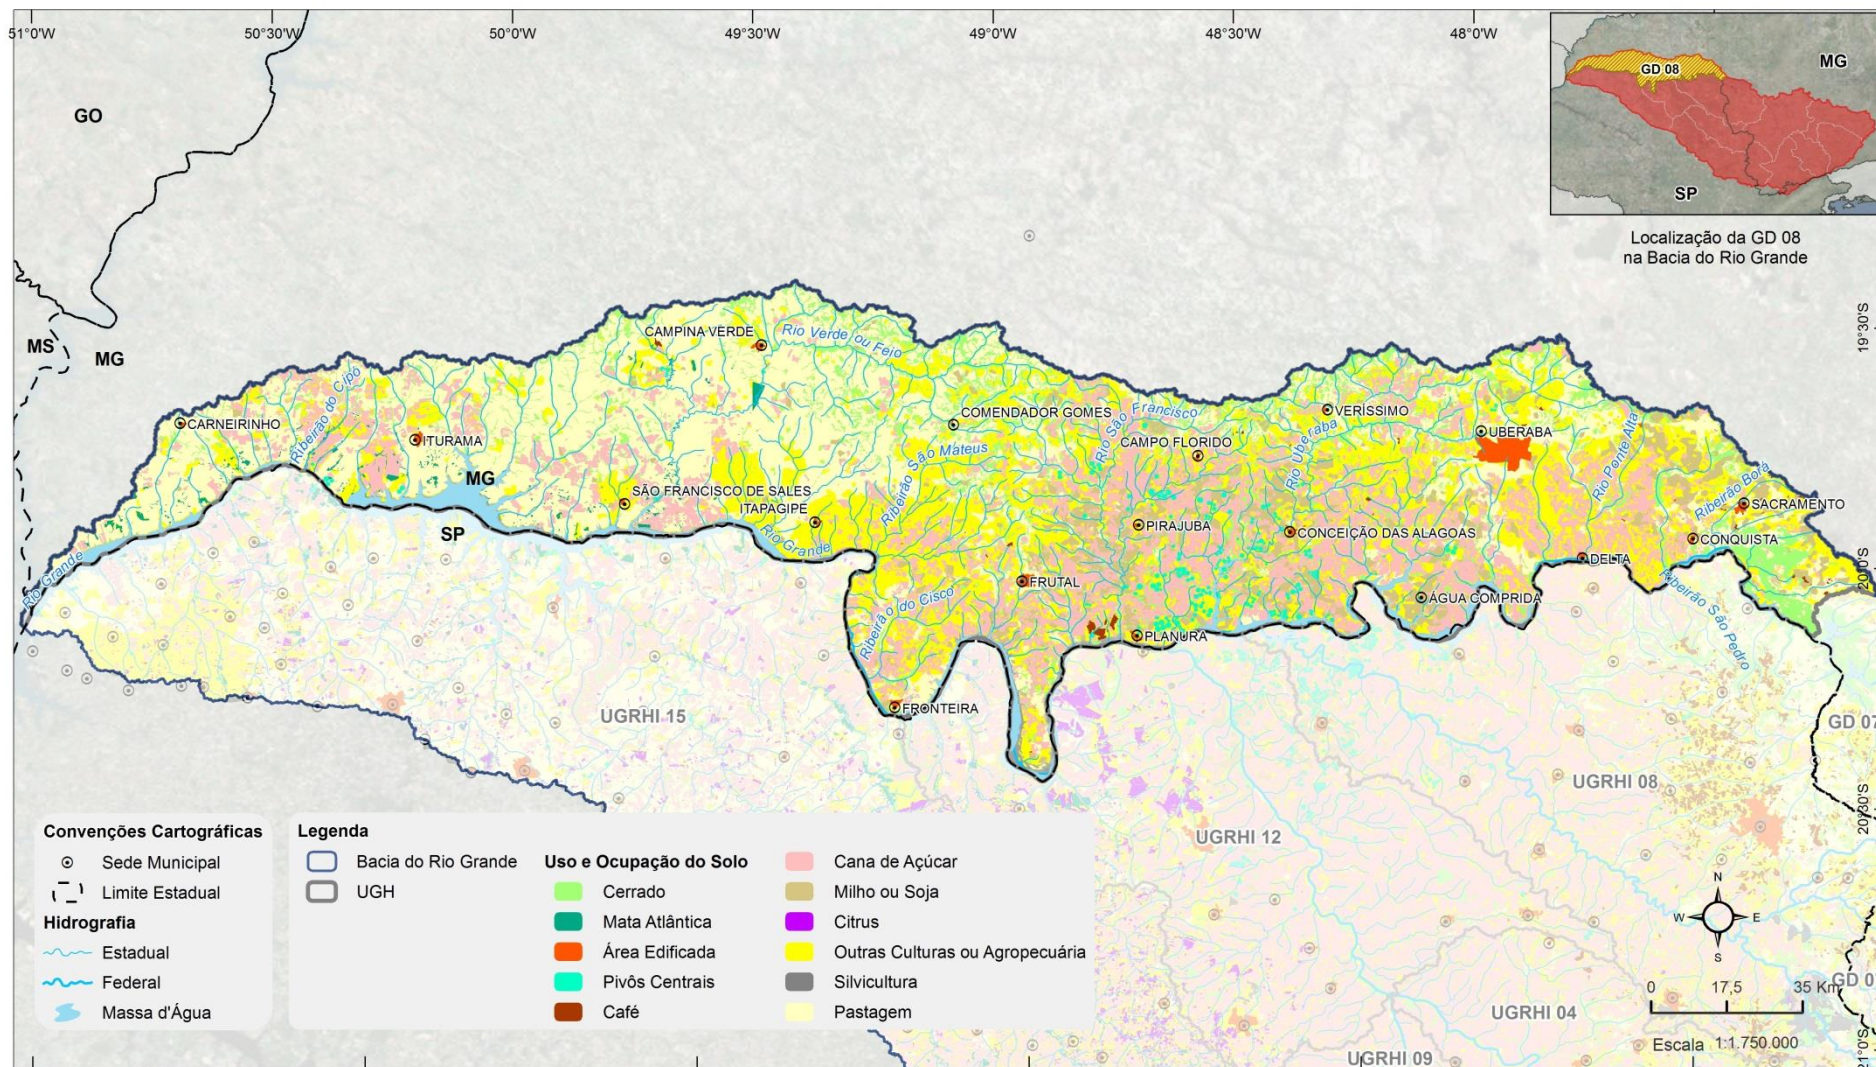 51°0'W
50°30'W
50°0'W
49°30'W
49°0'W
48°30'W
48°0'W
GO
MS
MG
MG
SP
GD 08
MG
SP
Localização da GD 08
na Bacia do Rio Grande
19°30'S
20°0'S
20°30'S
21°0'S
CAMPINA VERDE
Rio Verde ou Feio
CARNEIRINHO
Ribeirão do Cipó
ITURAMA
COMENDADOR GOMES
Rio São Francisco
VERÍSSIMO
CAMPO FLORIDO
Rio Uberaba
UBERABA
Rio Ponte Alta
Ribeirão São Mateus
SÃO FRANCISCO DE SALES
ITAPAGIPE
Rio Grande
PIRAJUBA
CONCEIÇÃO DAS ALAGOAS
Ribeirão Borá
SACRAMENTO
CONQUISTA
DELTA
Rio Grande
FRUTAL
Ribeirão do Cisco
ÁGUA COMPRIDA
PLANURA
Ribeirão São Pedro
FRONTEIRA
UGRHI 15
GD 07
UGRHI 08
UGRHI 12
UGRHI 04
UGRHI 09
Convenções Cartográficas
Sede Municipal
Limite Estadual
Hidrografia
Estadual
Federal
Massa d'Água
Legenda
Bacia do Rio Grande
UGH
Uso e Ocupação do Solo
Cerrado
Mata Atlântica
Área Edificada
Pivôs Centrais
Café
Cana de Açúcar
Milho ou Soja
Citrus
Outras Culturas ou Agropecuária
Silvicultura
Pastagem
N
W
E
S
0
17,5
35 Km
Escala 1:1.750.000